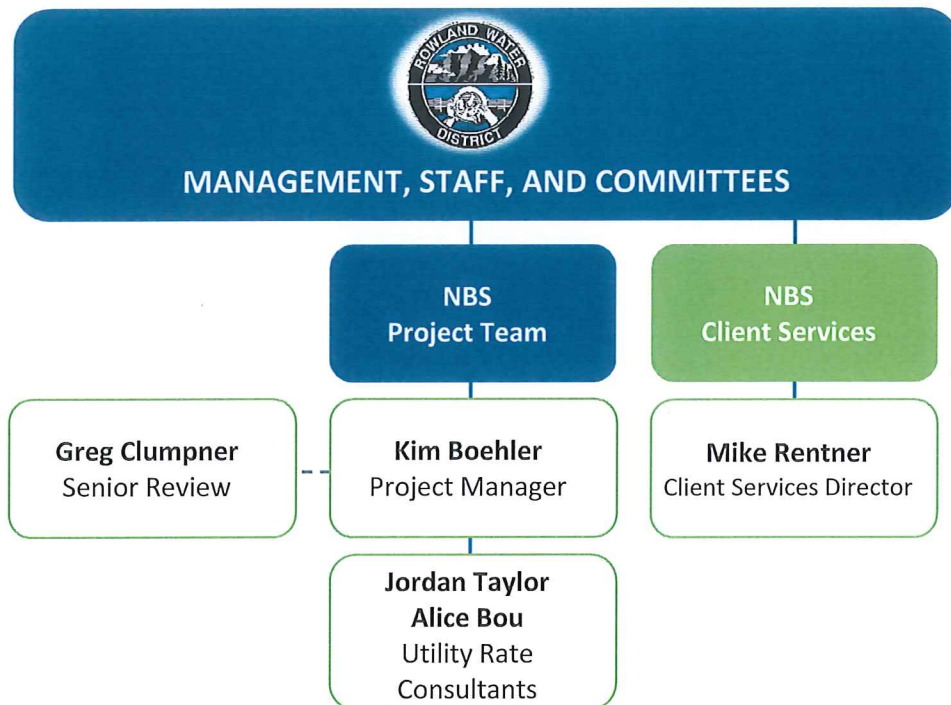 ROWLAND WATER
DISTRICT
MANAGEMENT, STAFF, AND COMMITTEES
NBS
Project Team
NBS
Client Services
Greg Clumpner
Senior Review
Kim Boehler
Project Manager
Mike Rentner
Client Services Director
Jordan Taylor
Alice Bou
Utility Rate
Consultants